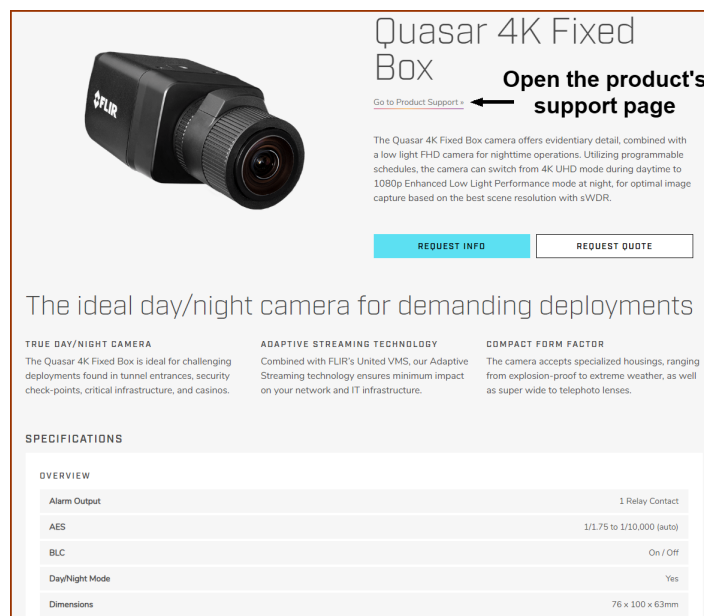 Quasar 4K Fixed
Box
FLIR
Go to Product Support »
Open the product's
support page
The Quasar 4K Fixed Box camera offers evidentiary detail, combined with
a low light FHD camera for nighttime operations. Utilizing programmable
schedules, the camera can switch from 4K UHD mode during daytime to
1080p Enhanced Low Light Performance mode at night, for optimal image
capture based on the best scene resolution with sWDR.
REQUEST INFO
REQUEST QUOTE
The ideal day/night camera for demanding deployments
TRUE DAY/NIGHT CAMERA
The Quasar 4K Fixed Box is ideal for challenging
deployments found in tunnel entrances, security
check-points, critical infrastructure, and casinos.
ADAPTIVE STREAMING TECHNOLOGY
Combined with FLIR's United VMS, our Adaptive
Streaming technology ensures minimum impact
on your network and IT infrastructure.
COMPACT FORM FACTOR
The camera accepts specialized housings, ranging
from explosion-proof to extreme weather, as well
as super wide to telephoto lenses.
SPECIFICATIONS
OVERVIEW
Alarm Output 1 Relay Contact
AES 1/1.75 to 1/10,000 (auto)
BLC On / Off
Day/Night Mode Yes
Dimensions 76 x 100 x 63mm